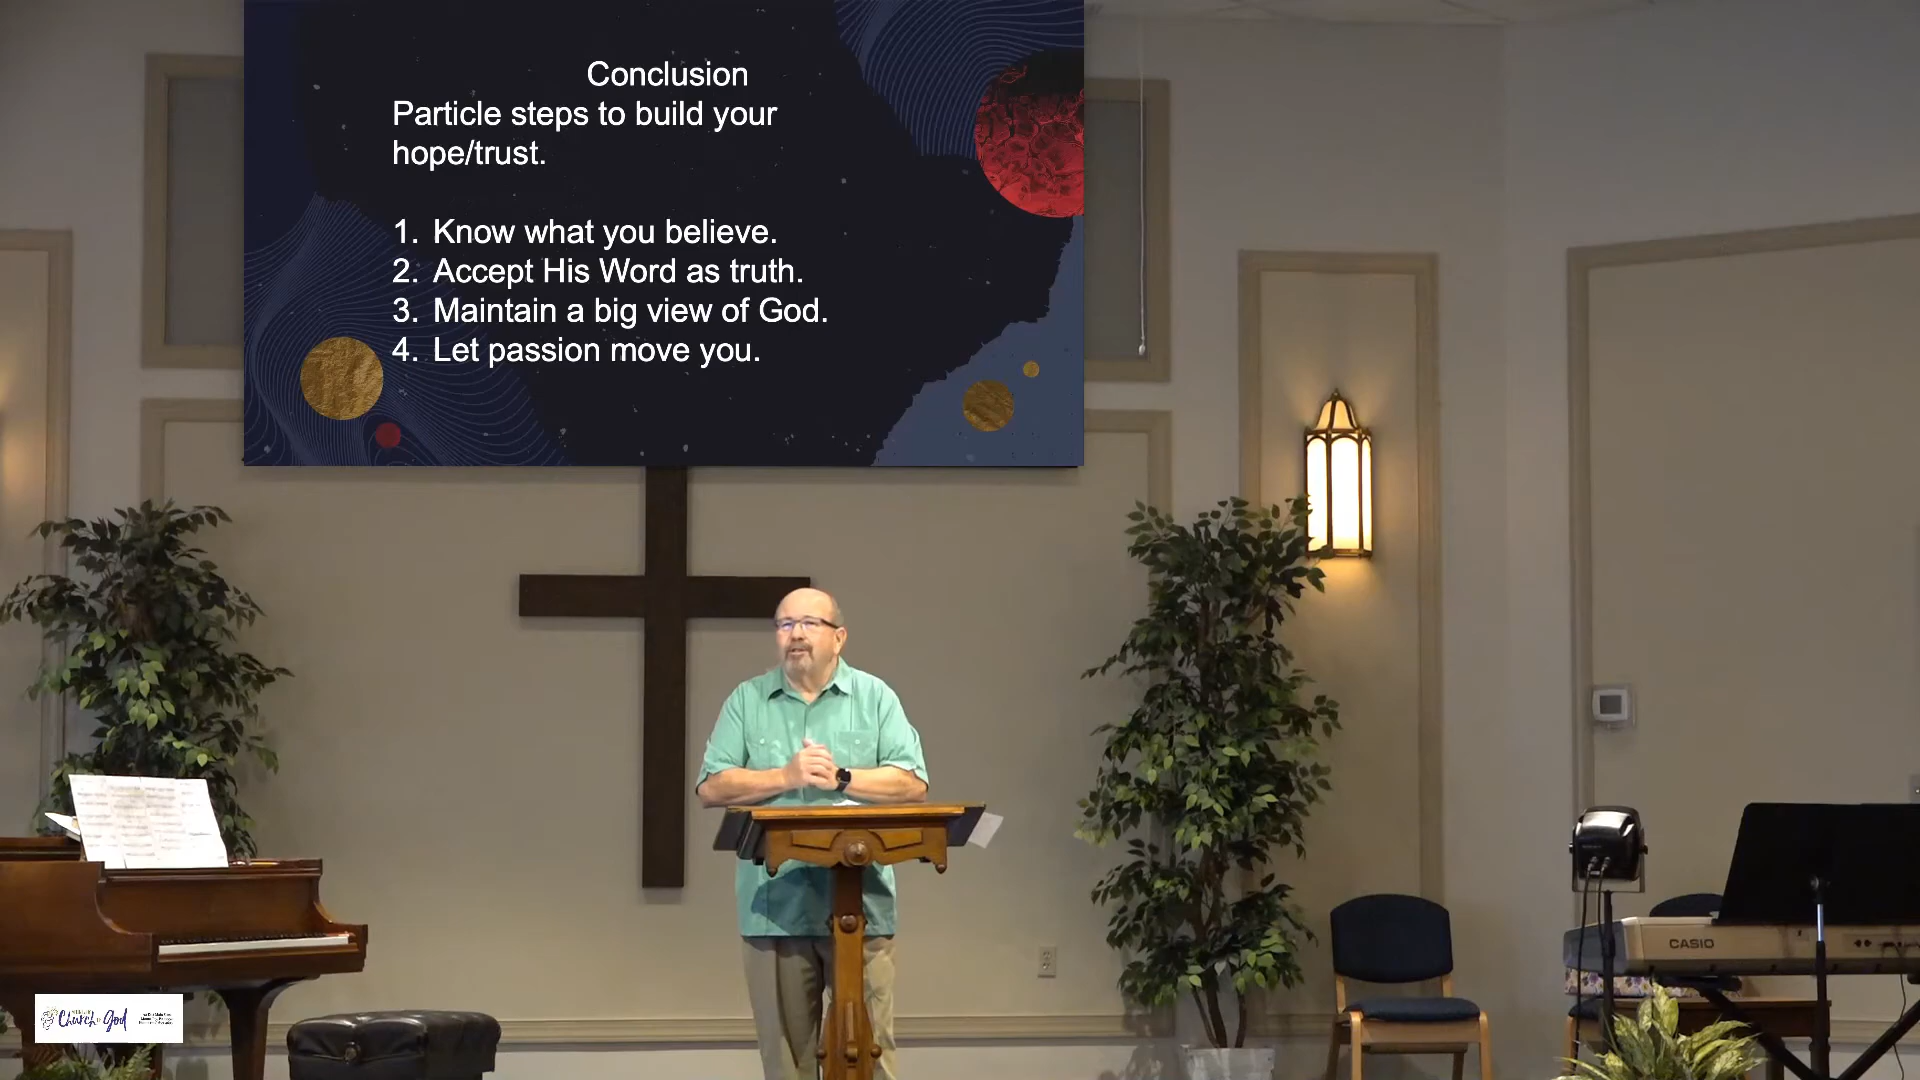 Conclusion
Particle steps to build your
hope/trust.
1. Know what you believe.
2. Accept His Word as truth.
3. Maintain a big view of God.
4. Let passion move you.
CASIO
Church of God